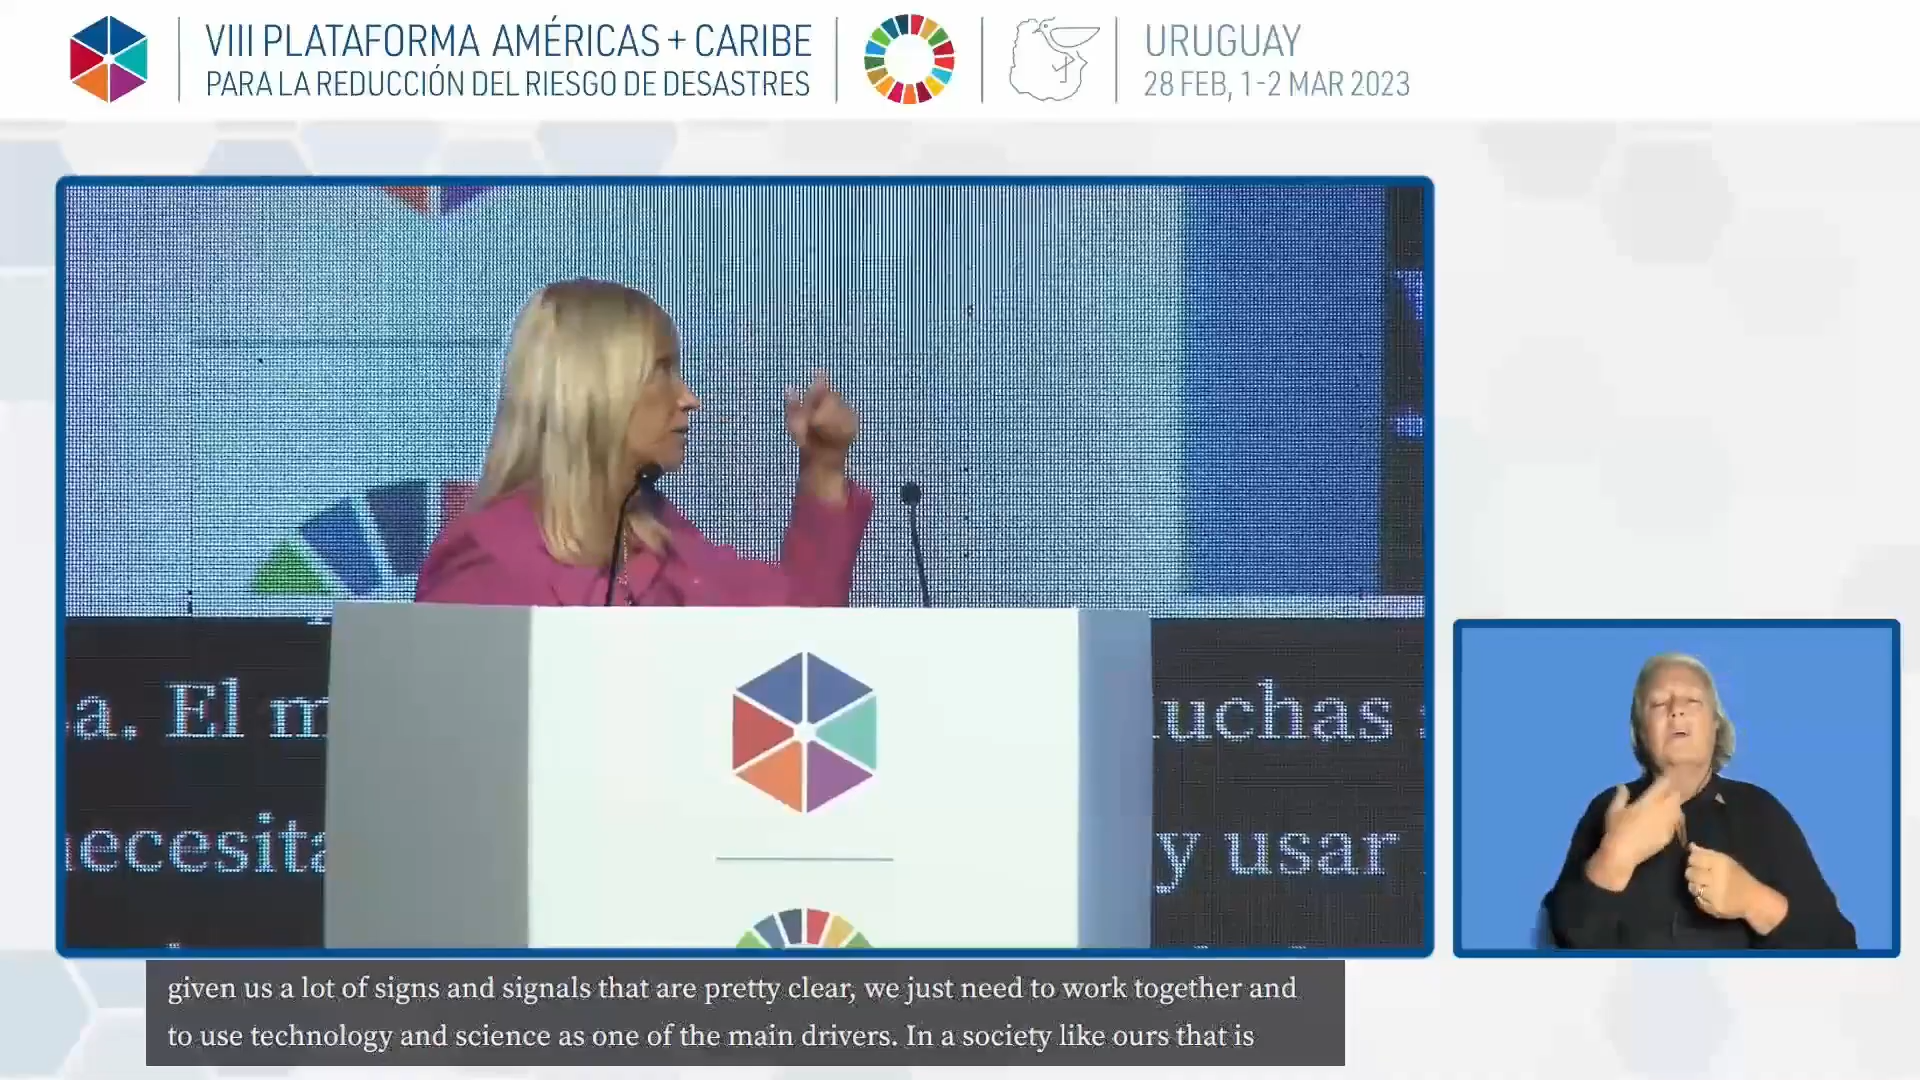 VIII PLATAFORMA AMÉRICAS + CARIBE
PARA LA REDUCCIÓN DEL RIESGO DE DESASTRES
URUGUAY
28 FEB, 1-2 MAR 2023
a. El m
uchas
ecesita
y usar
given us a lot of signs and signals that are pretty clear, we just need to work together and
to use technology and science as one of the main drivers. In a society like ours that is